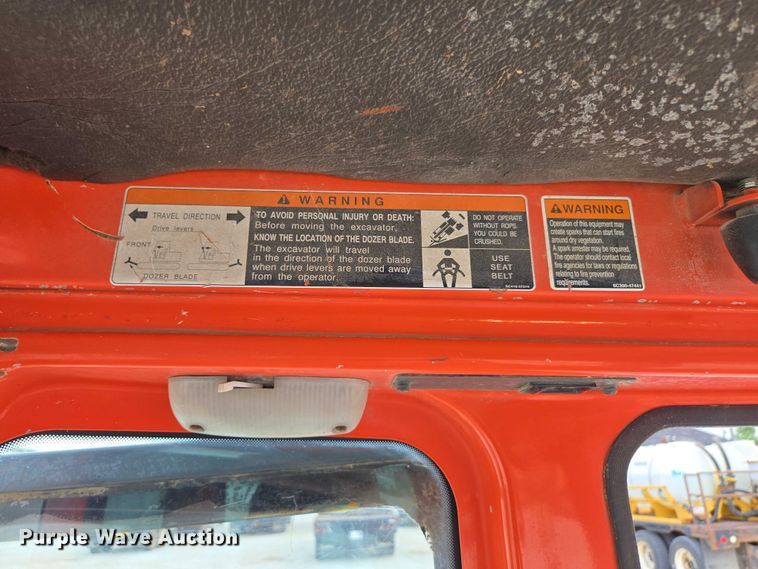 WARNING
TRAVEL DIRECTION
Drive levers
FRONT
DOZER BLADE
TO AVOID PERSONAL INJURY OR DEATH:
Before moving the excavator,
KNOW THE LOCATION OF THE DOZER BLADE.
The excavator will travel
in the direction of the dozer blade
when drive levers are moved away
from the operator.
DO NOT OPERATE
WITHOUT ROPS.
YOU COULD BE
CRUSHED.
USE
SEAT
BELT
WARNING
Operation of this equipment may
create sparks that can start fires
around dry vegetation.
A spark arrester may be required.
The operator should contact local
fire agencies for laws or regulations
relating to fire prevention
requirements.
6C300-47441
Purple Wave Auction